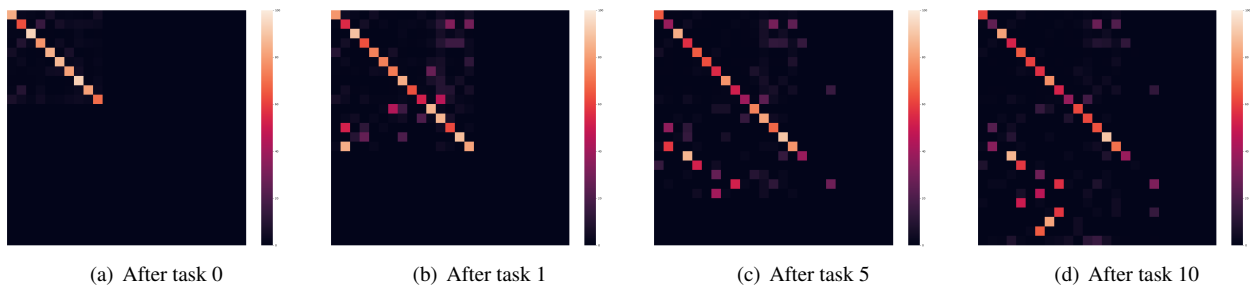 (a) After task 0
(b) After task 1
(c) After task 5
(d) After task 10